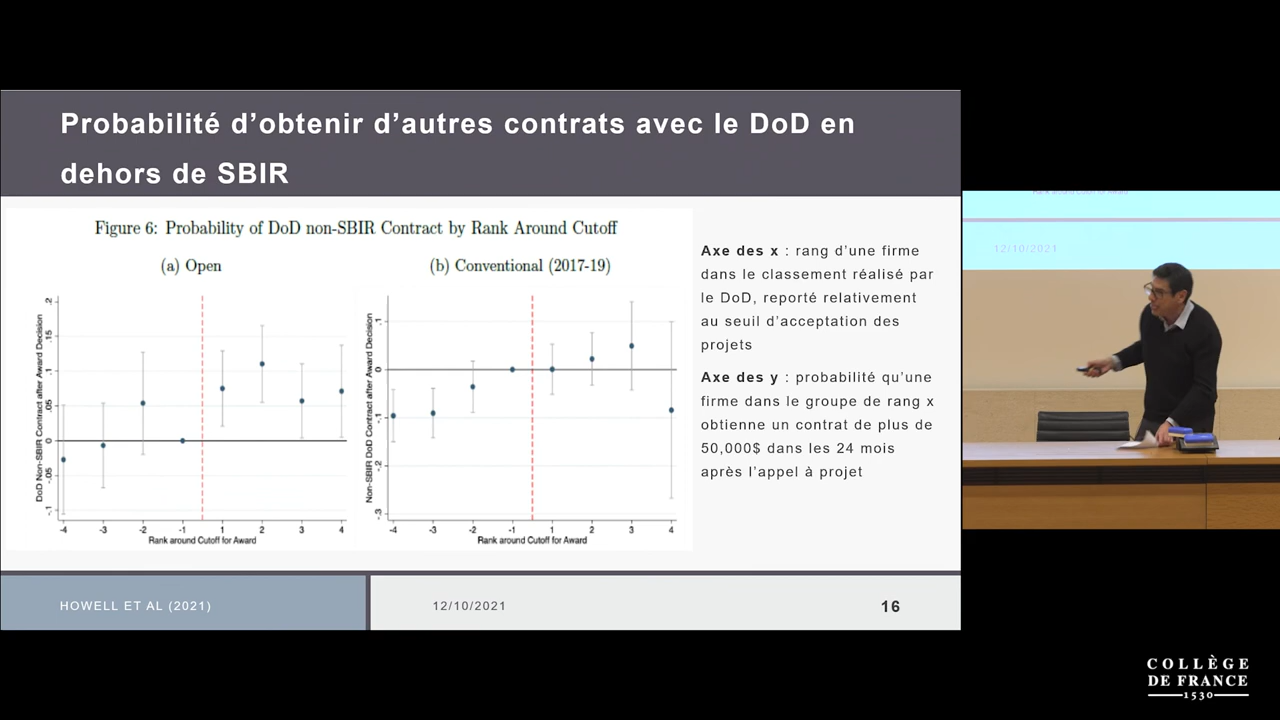 Probabilité d'obtenir d'autres contrats avec le DoD en
dehors de SBIR
Figure 6: Probability of DoD non-SBIR Contract by Rank Around Cutoff
(a) Open
(b) Conventional (2017-19)
DoD Non-SBIR Contract after Award Decision
.2
.15
.1
.05
0
-.05
-.1
-4 -3 -2 -1 1 2 3 4
Rank around Cutoff for Award
Non-SBIR DoD Contract after Award Decision
.1
0
-.1
-.2
-.3
-4 -3 -2 -1 1 2 3 4
Rank around Cutoff for Award
Axe des x : rang d'une firme
dans le classement réalisé par
le DoD, reporté relativement
au seuil d'acceptation des
projets
Axe des y : probabilité qu'une
firme dans le groupe de rang x
obtienne un contrat de plus de
50,000$ dans les 24 mois
après l'appel à projet
HOWELL ET AL (2021)
12/10/2021
16
Rank around Cutoff for Award
12/10/2021
COLLÈGE
DE FRANCE
1530